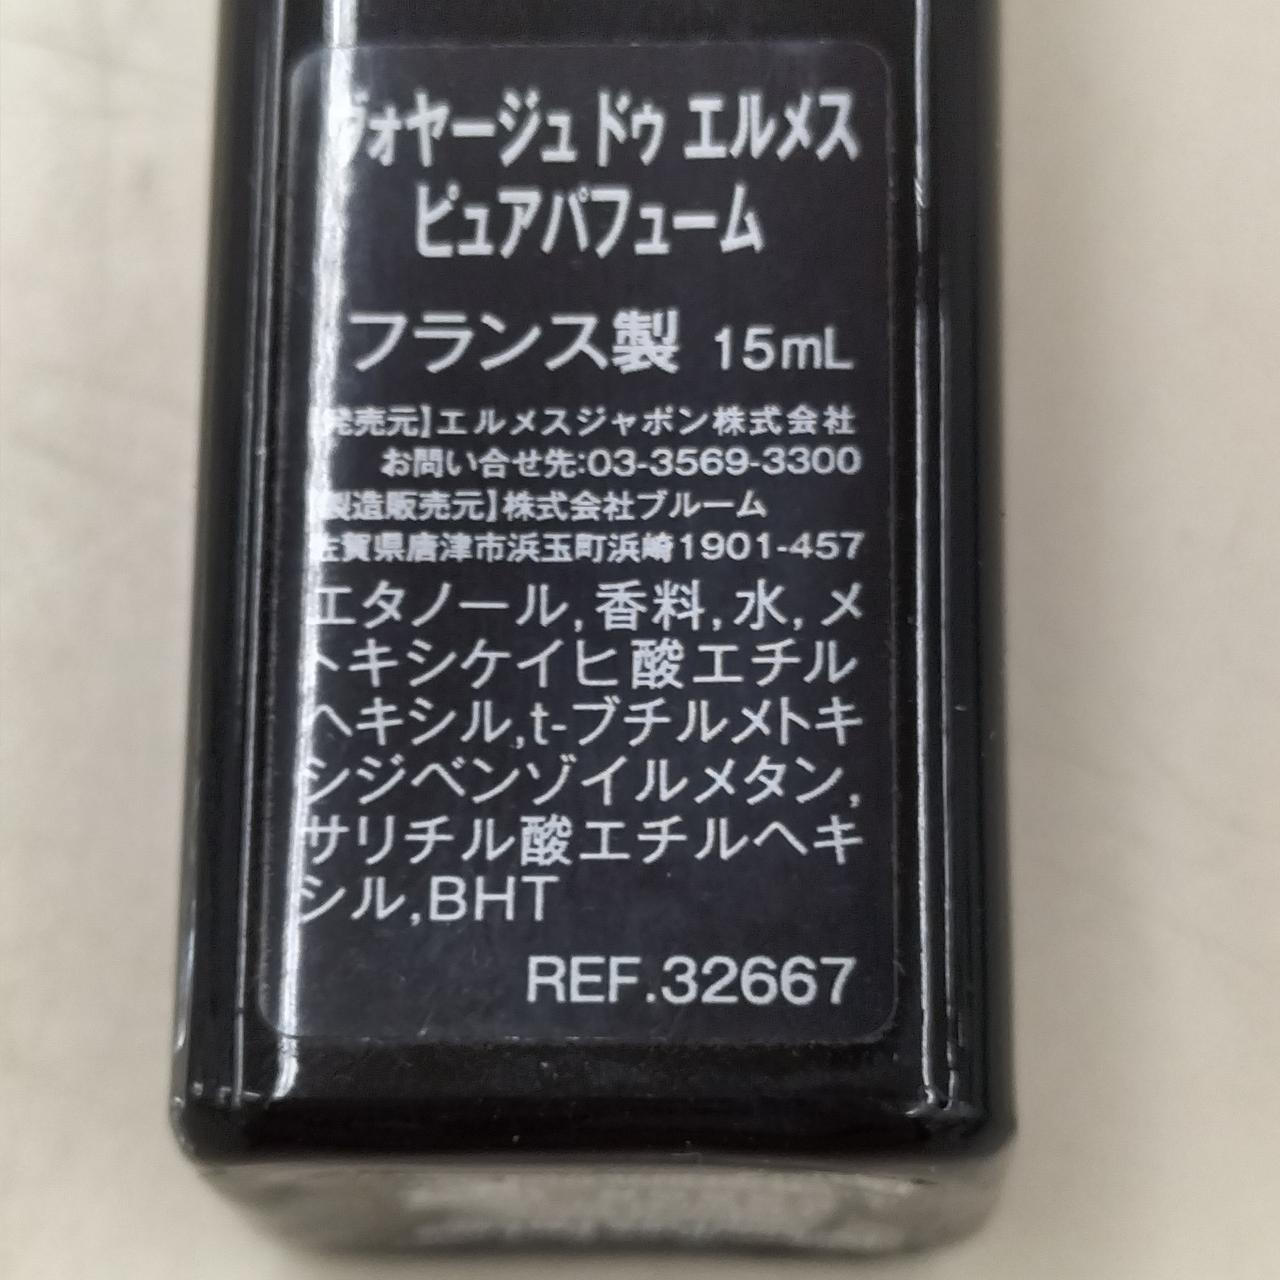 ヴォヤージュ ドゥ エルメス
ピュアパフューム
フランス製 15mL
【発売元】エルメスジャポン株式会社
お問い合せ先:03-3569-3300
【製造販売元】株式会社ブルーム
佐賀県唐津市浜玉町浜崎1901-457
エタノール,香料,水,メ
トキシケイヒ酸エチル
ヘキシル,t-ブチルメトキ
シジベンゾイルメタン,
サリチル酸エチルヘキ
シル,BHT
REF.32667